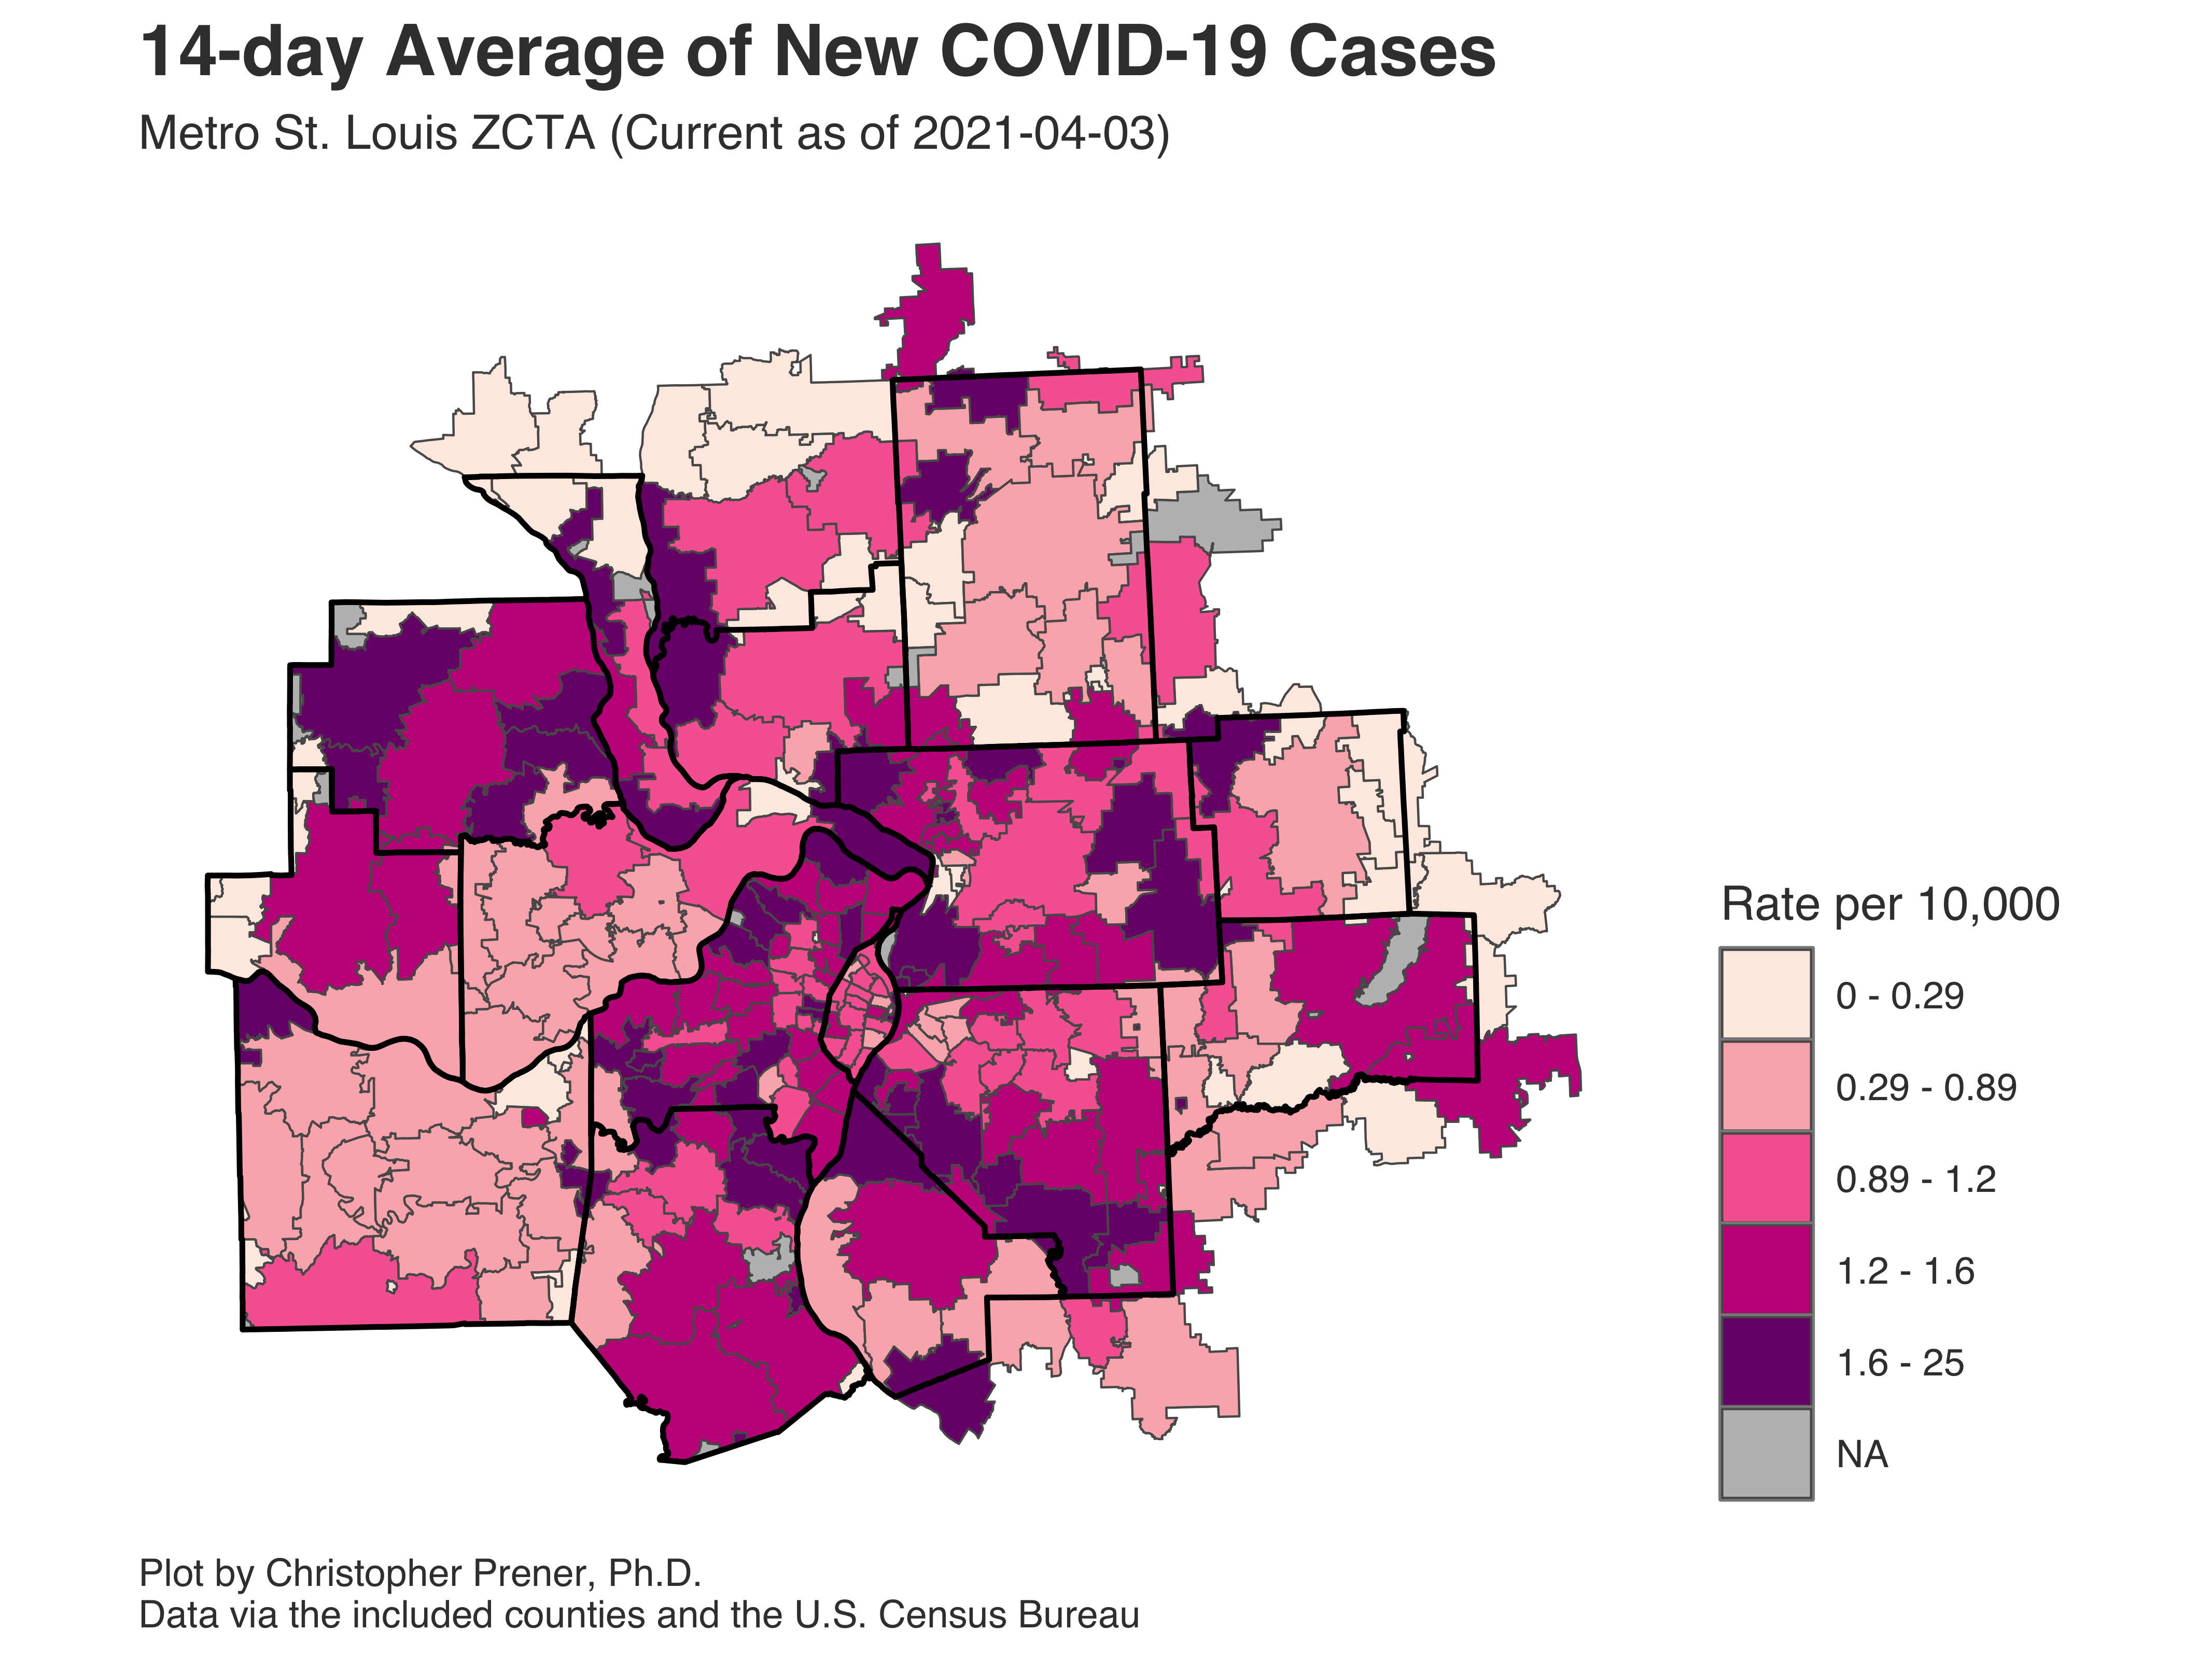 14-day Average of New COVID-19 Cases
Metro St. Louis ZCTA (Current as of 2021-04-03)
Rate per 10,000
0 - 0.29
0.29 - 0.89
0.89 - 1.2
1.2 - 1.6
1.6 - 25
NA
Plot by Christopher Prener, Ph.D.
Data via the included counties and the U.S. Census Bureau